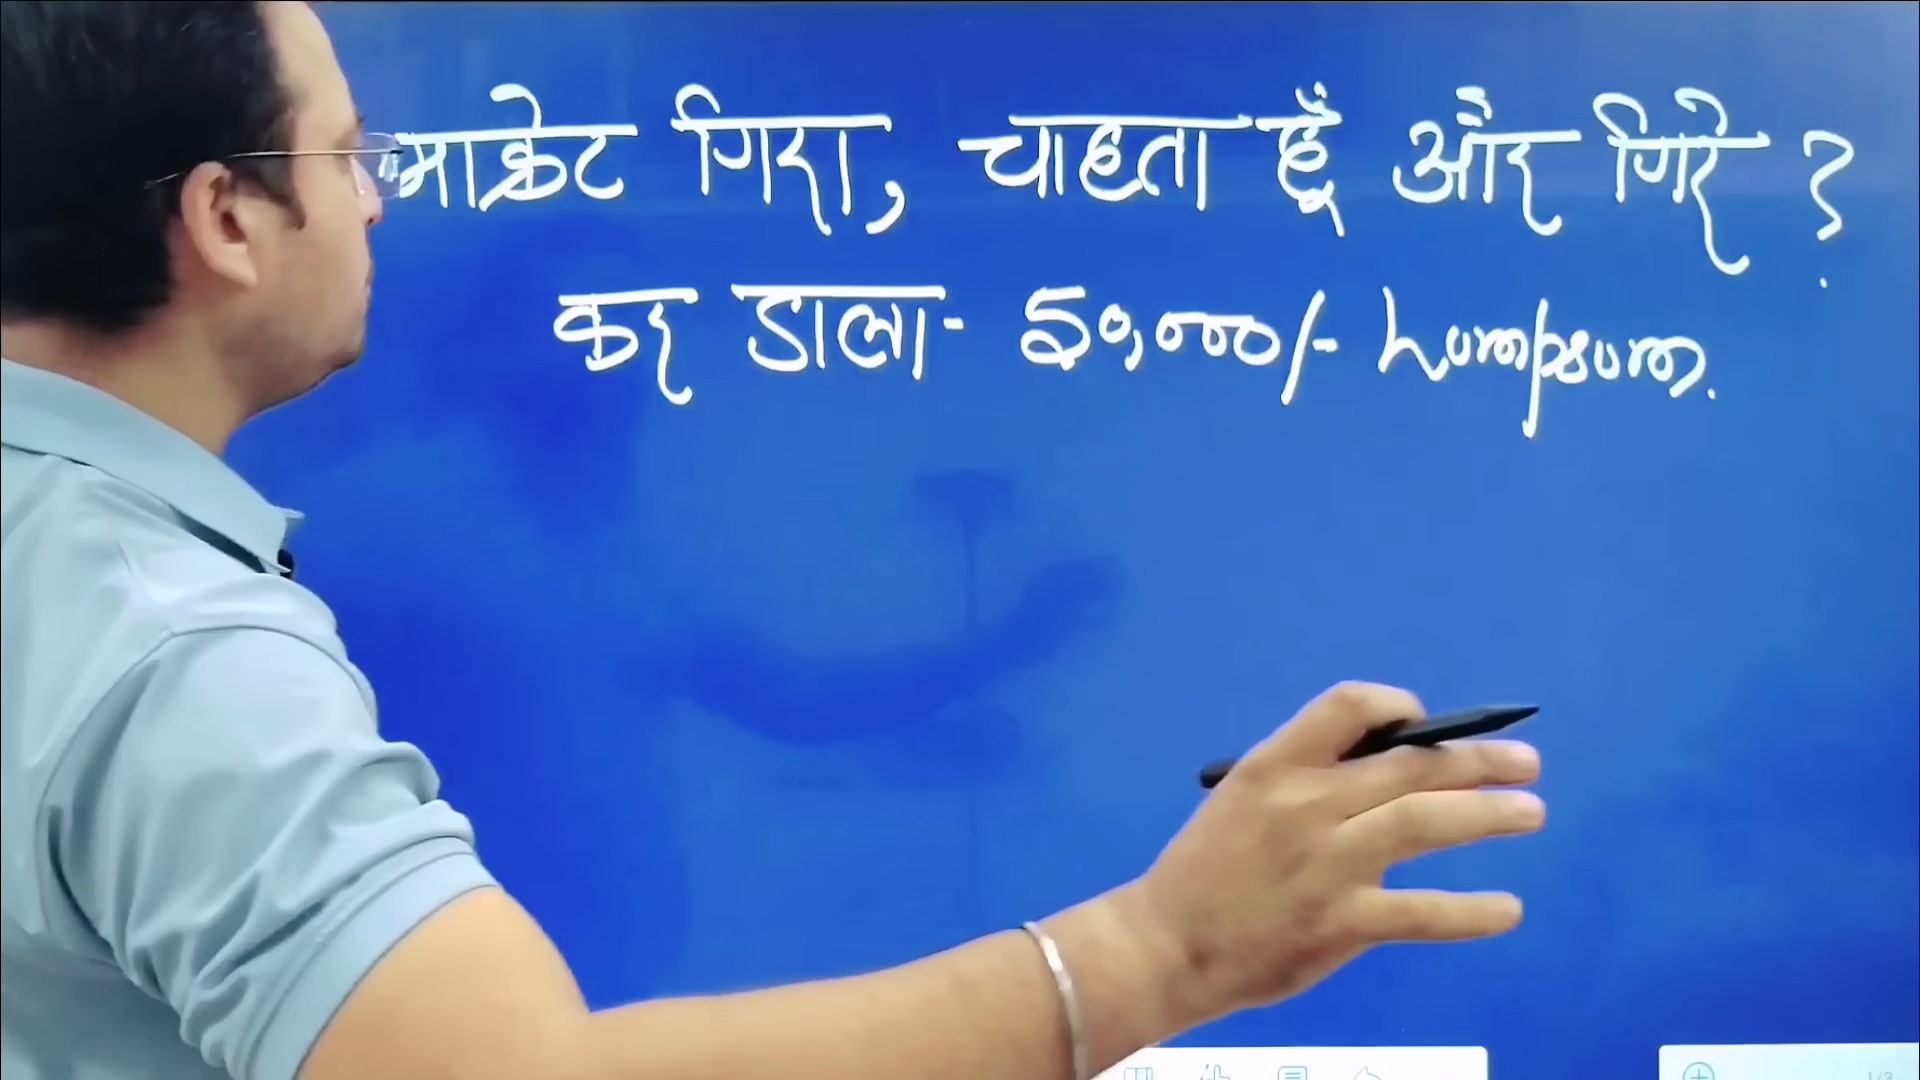 मार्केट गिरा, चाहता हूँ और गिरे ?
कर डाला- 50,000/- Lumpsum.